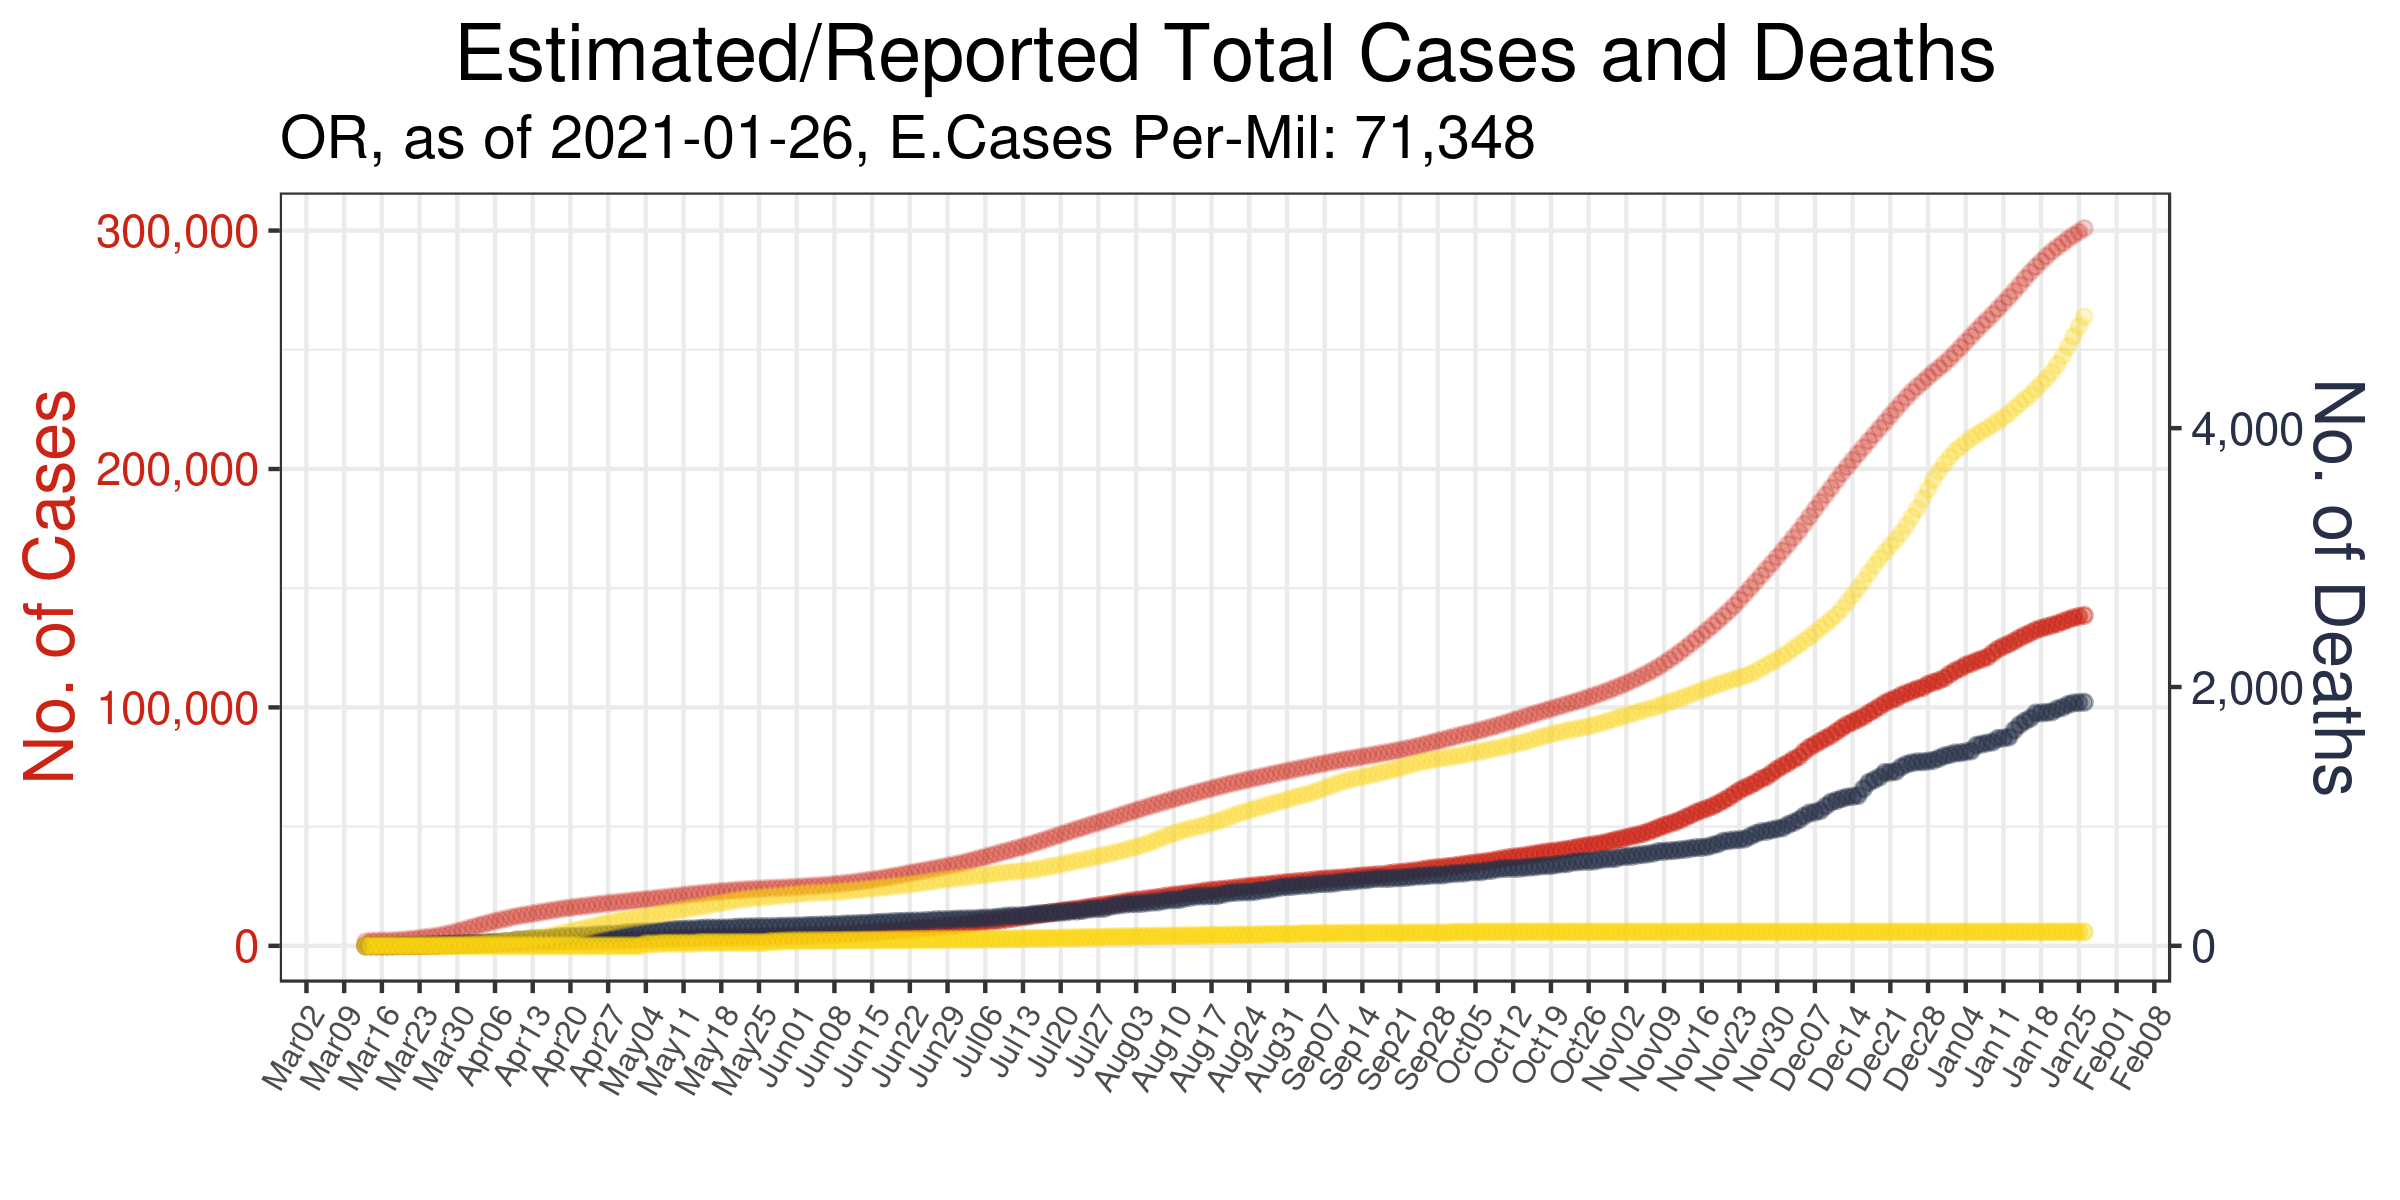 Estimated/Reported Total Cases and Deaths
OR, as of 2021-01-26, E.Cases Per-Mil: 71,348
No. of Cases
300,000
200,000
100,000
0
4,000
2,000
0
No. of Deaths
Mar02
Mar09
Mar16
Mar23
Mar30
Apr06
Apr13
Apr20
Apr27
May04
May11
May18
May25
Jun01
Jun08
Jun15
Jun22
Jun29
Jul06
Jul13
Jul20
Jul27
Aug03
Aug10
Aug17
Aug24
Aug31
Sep07
Sep14
Sep21
Sep28
Oct05
Oct12
Oct19
Oct26
Nov02
Nov09
Nov16
Nov23
Nov30
Dec07
Dec14
Dec21
Dec28
Jan04
Jan11
Jan18
Jan25
Feb01
Feb08